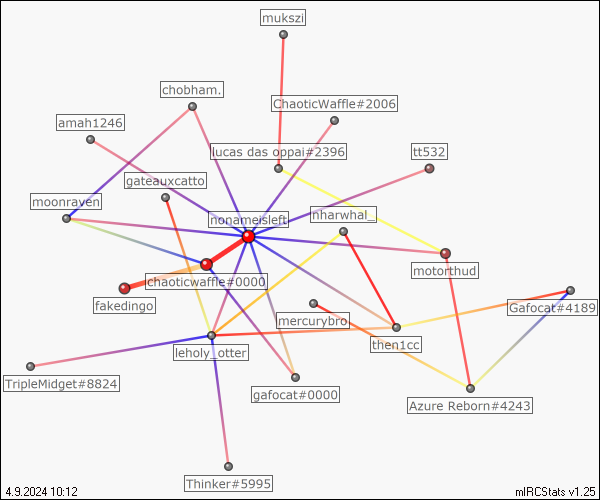 mukszi
chobham.
ChaoticWaffle#2006
amah1246
lucas das oppai#2396
tt532
gateauxcatto
moonraven
nonameisleft
nharwhal_
motorthud
chaoticwaffle#0000
fakedingo
Gafocat#4189
mercurybro
then1cc
leholy_otter
TripleMidget#8824
gafocat#0000
Azure Reborn#4243
Thinker#5995
4.9.2024 10:12
mIRCStats v1.25